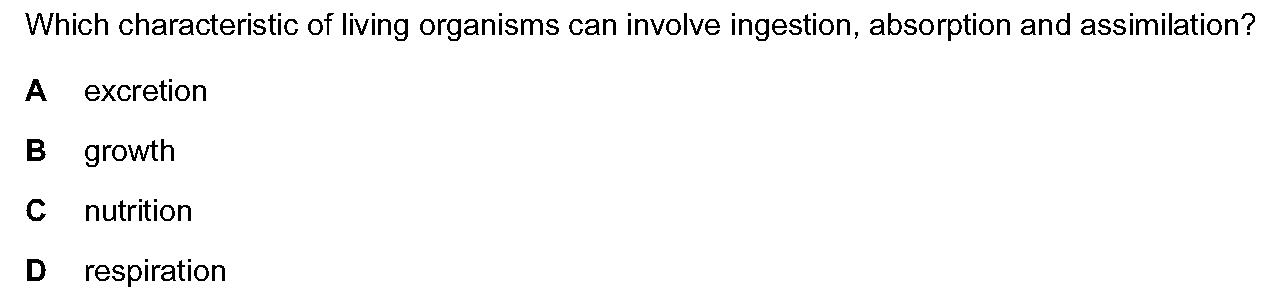 Which characteristic of living organisms can involve ingestion, absorption and assimilation?
A excretion
B growth
C nutrition
D respiration